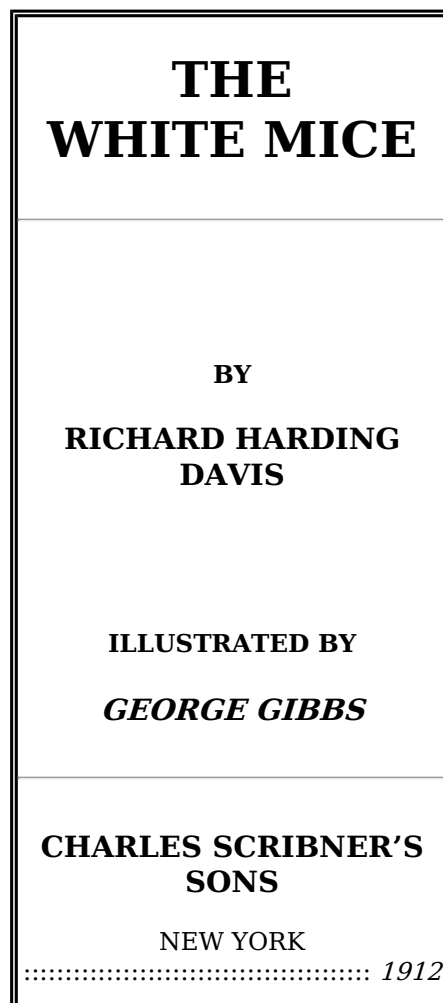 THE
WHITE MICE
BY
RICHARD HARDING
DAVIS
ILLUSTRATED BY
GEORGE GIBBS
CHARLES SCRIBNER’S
SONS
NEW YORK
:::::::::::::::::::::::::::::::::::::::::: 1912